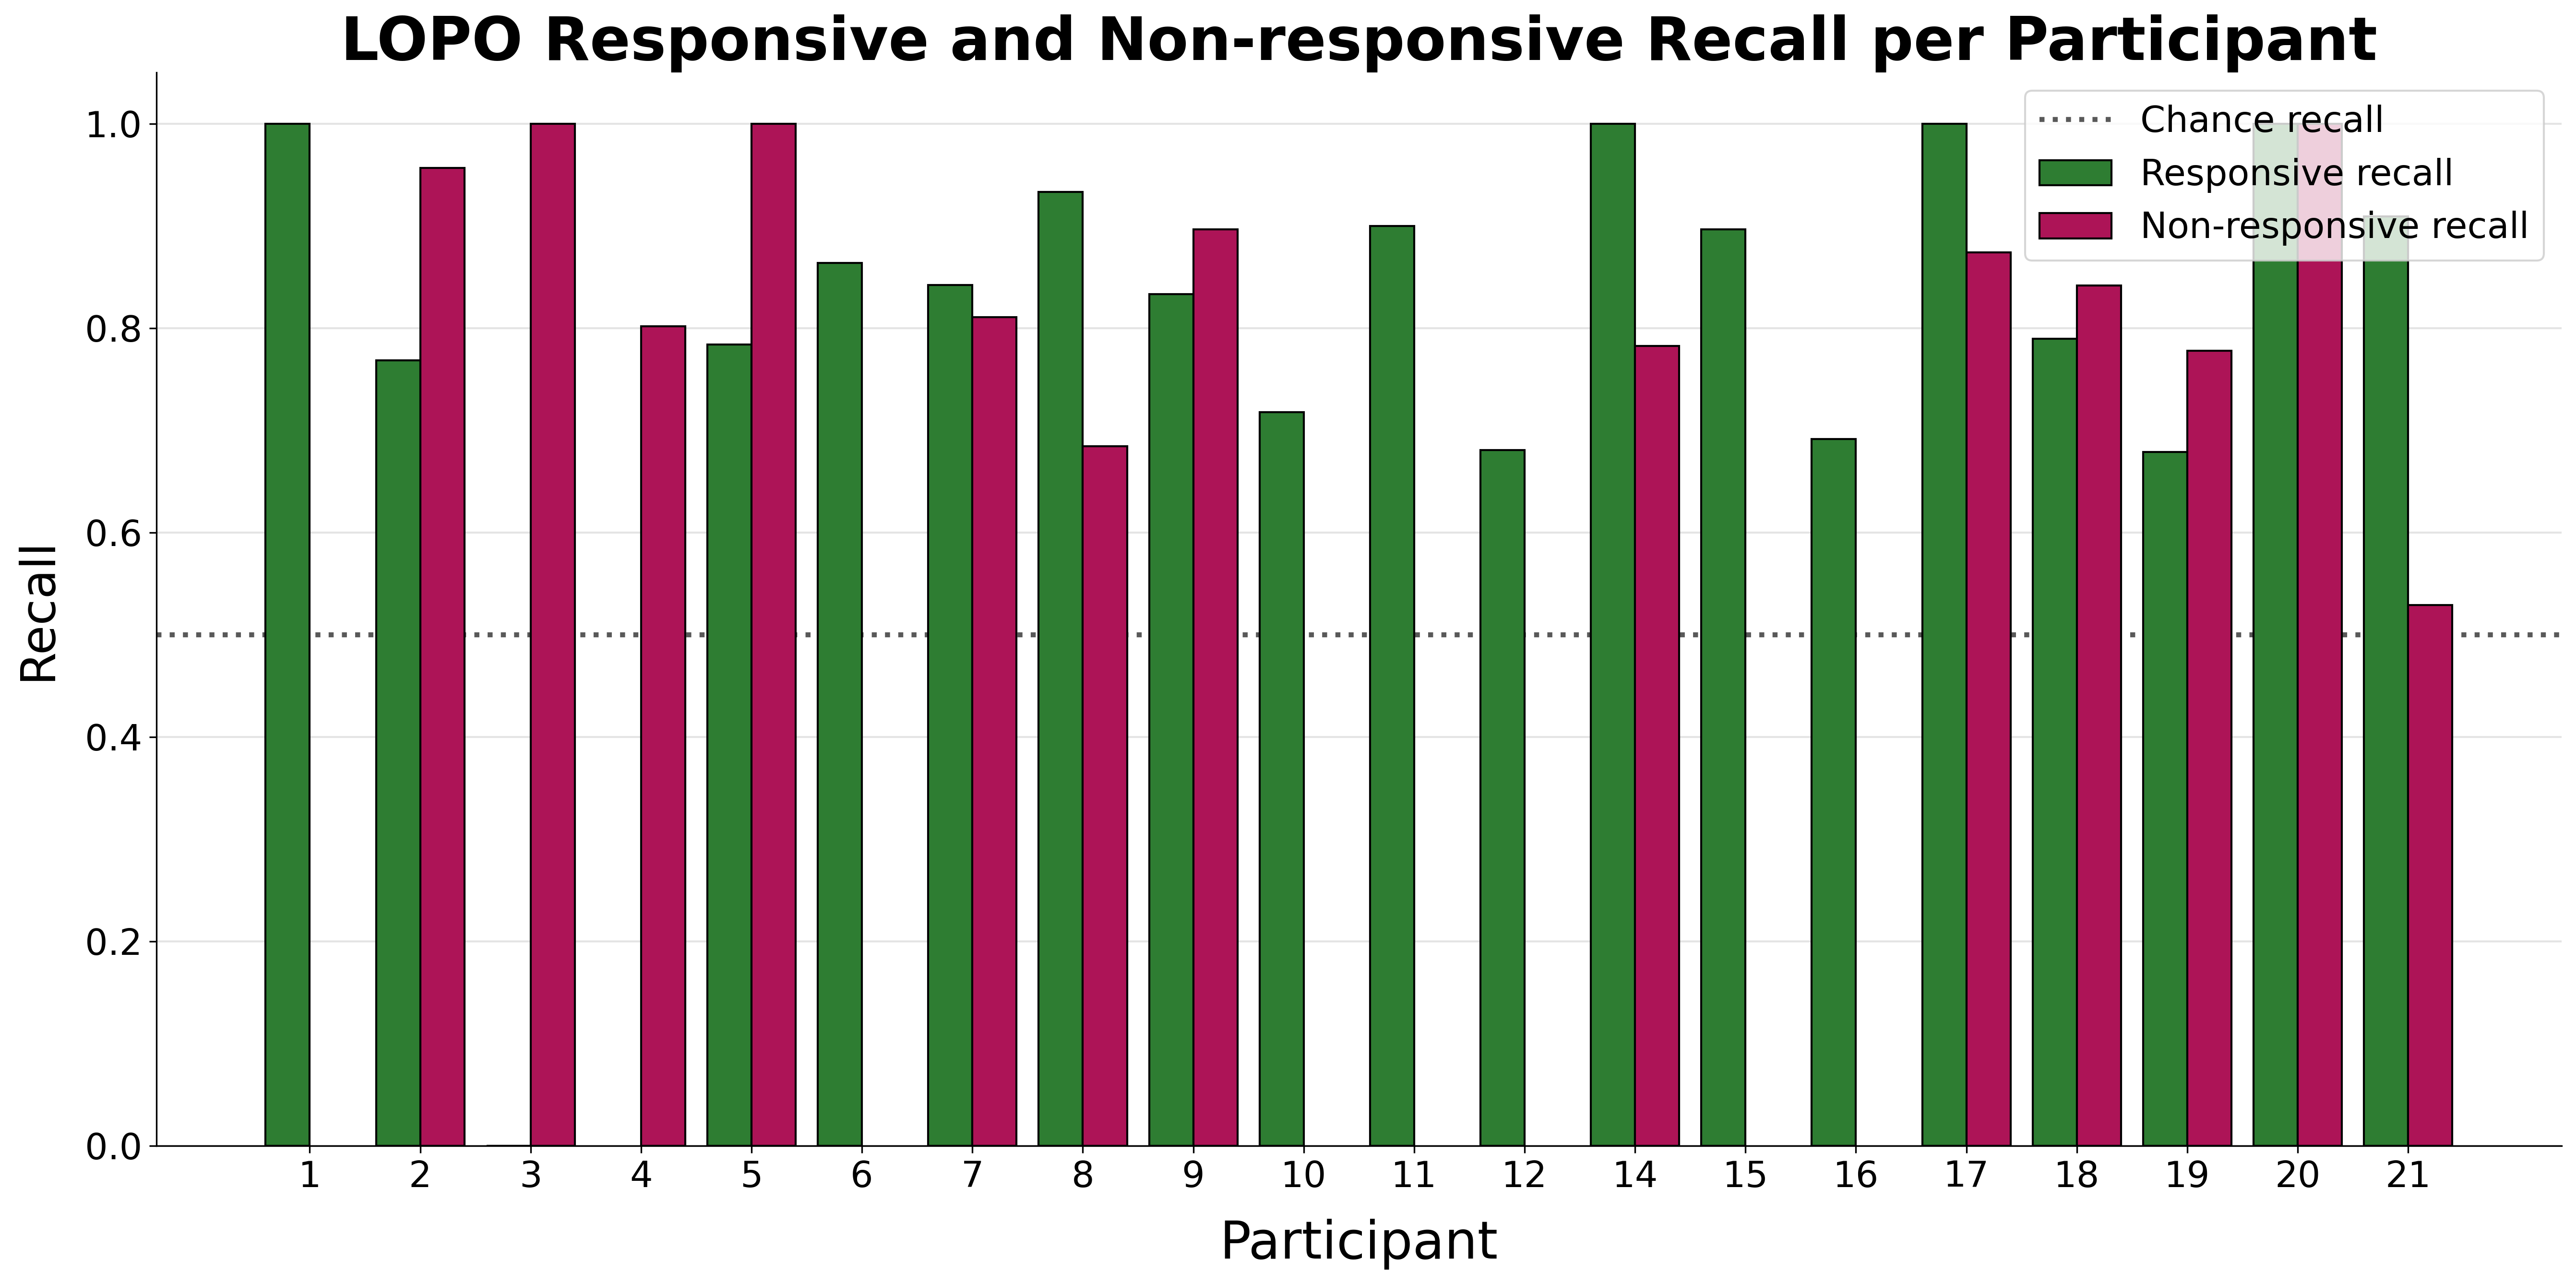 LOPO Responsive and Non-responsive Recall per Participant
Chance recall
Responsive recall
Non-responsive recall
1.0
0.8
0.6
0.4
0.2
0.0
Recall
1 2 3 4 5 6 7 8 9 10 11 12 14 15 16 17 18 19 20 21
Participant